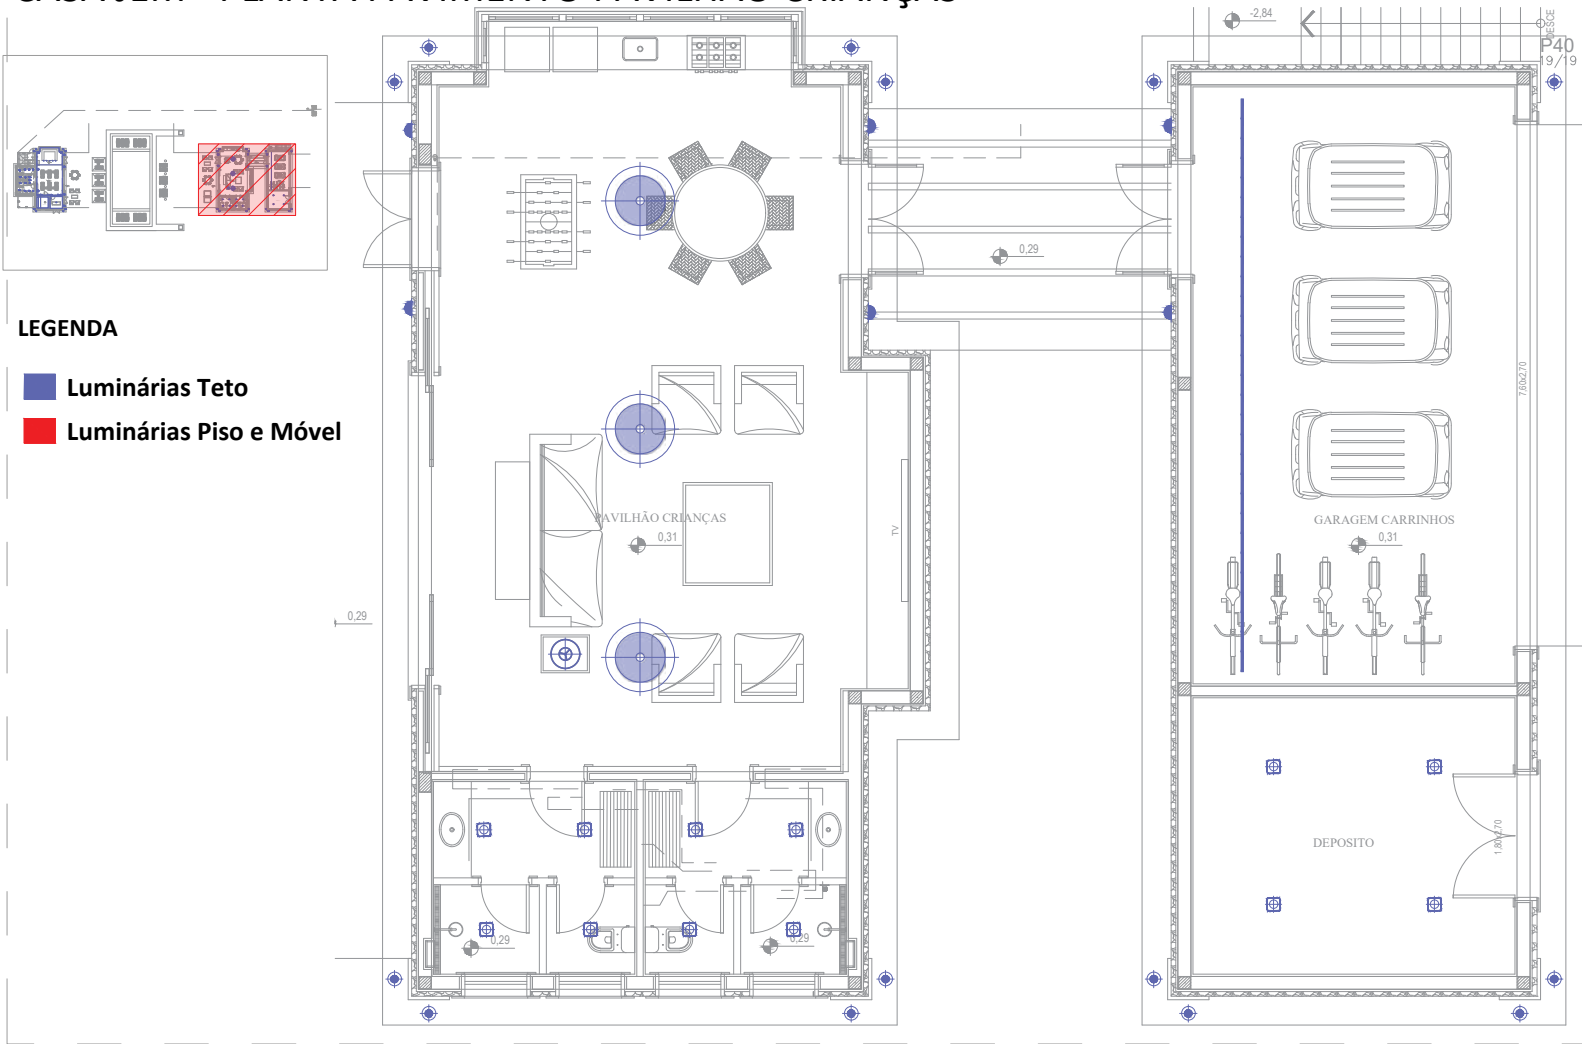 -2,84
DESCE
P40
19/19
0,29
LEGENDA
Luminárias Teto
7,60x2,70
Luminárias Piso e Móvel
PAVILHÃO CRIANÇAS
0,31
TV
GARAGEM CARRINHOS
0,31
0,29
DEPOSITO
1,80x2,70
0,29
0,29